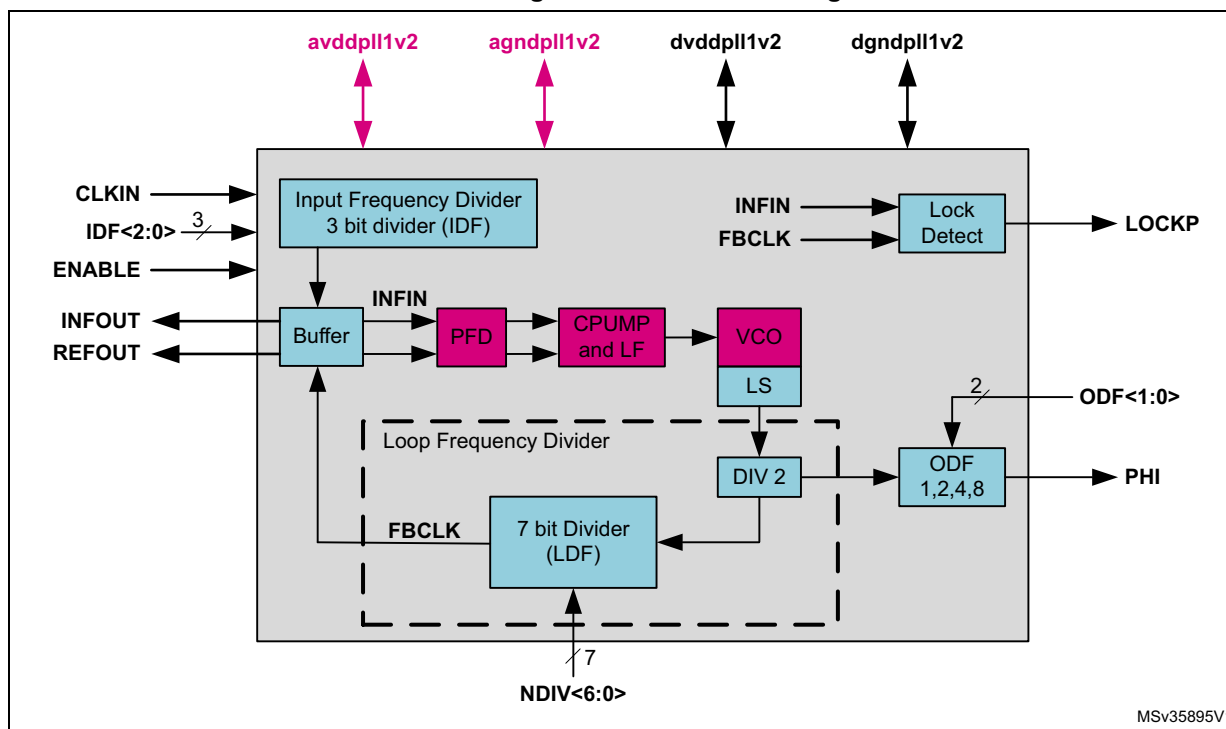 avddpll1v2 agndpll1v2 dvddpll1v2 dgndpll1v2
CLKIN
IDF<2:0>
3
ENABLE
Input Frequency Divider
3 bit divider (IDF)
INFIN
FBCLK
Lock
Detect
LOCKP
INFOUT
REFOUT
Buffer
INFIN
PFD
CPUMP
and LF
VCO
LS
2
ODF<1:0>
Loop Frequency Divider
DIV 2
ODF
1,2,4,8
PHI
FBCLK
7 bit Divider
(LDF)
7
NDIV<6:0>
MSv35895V